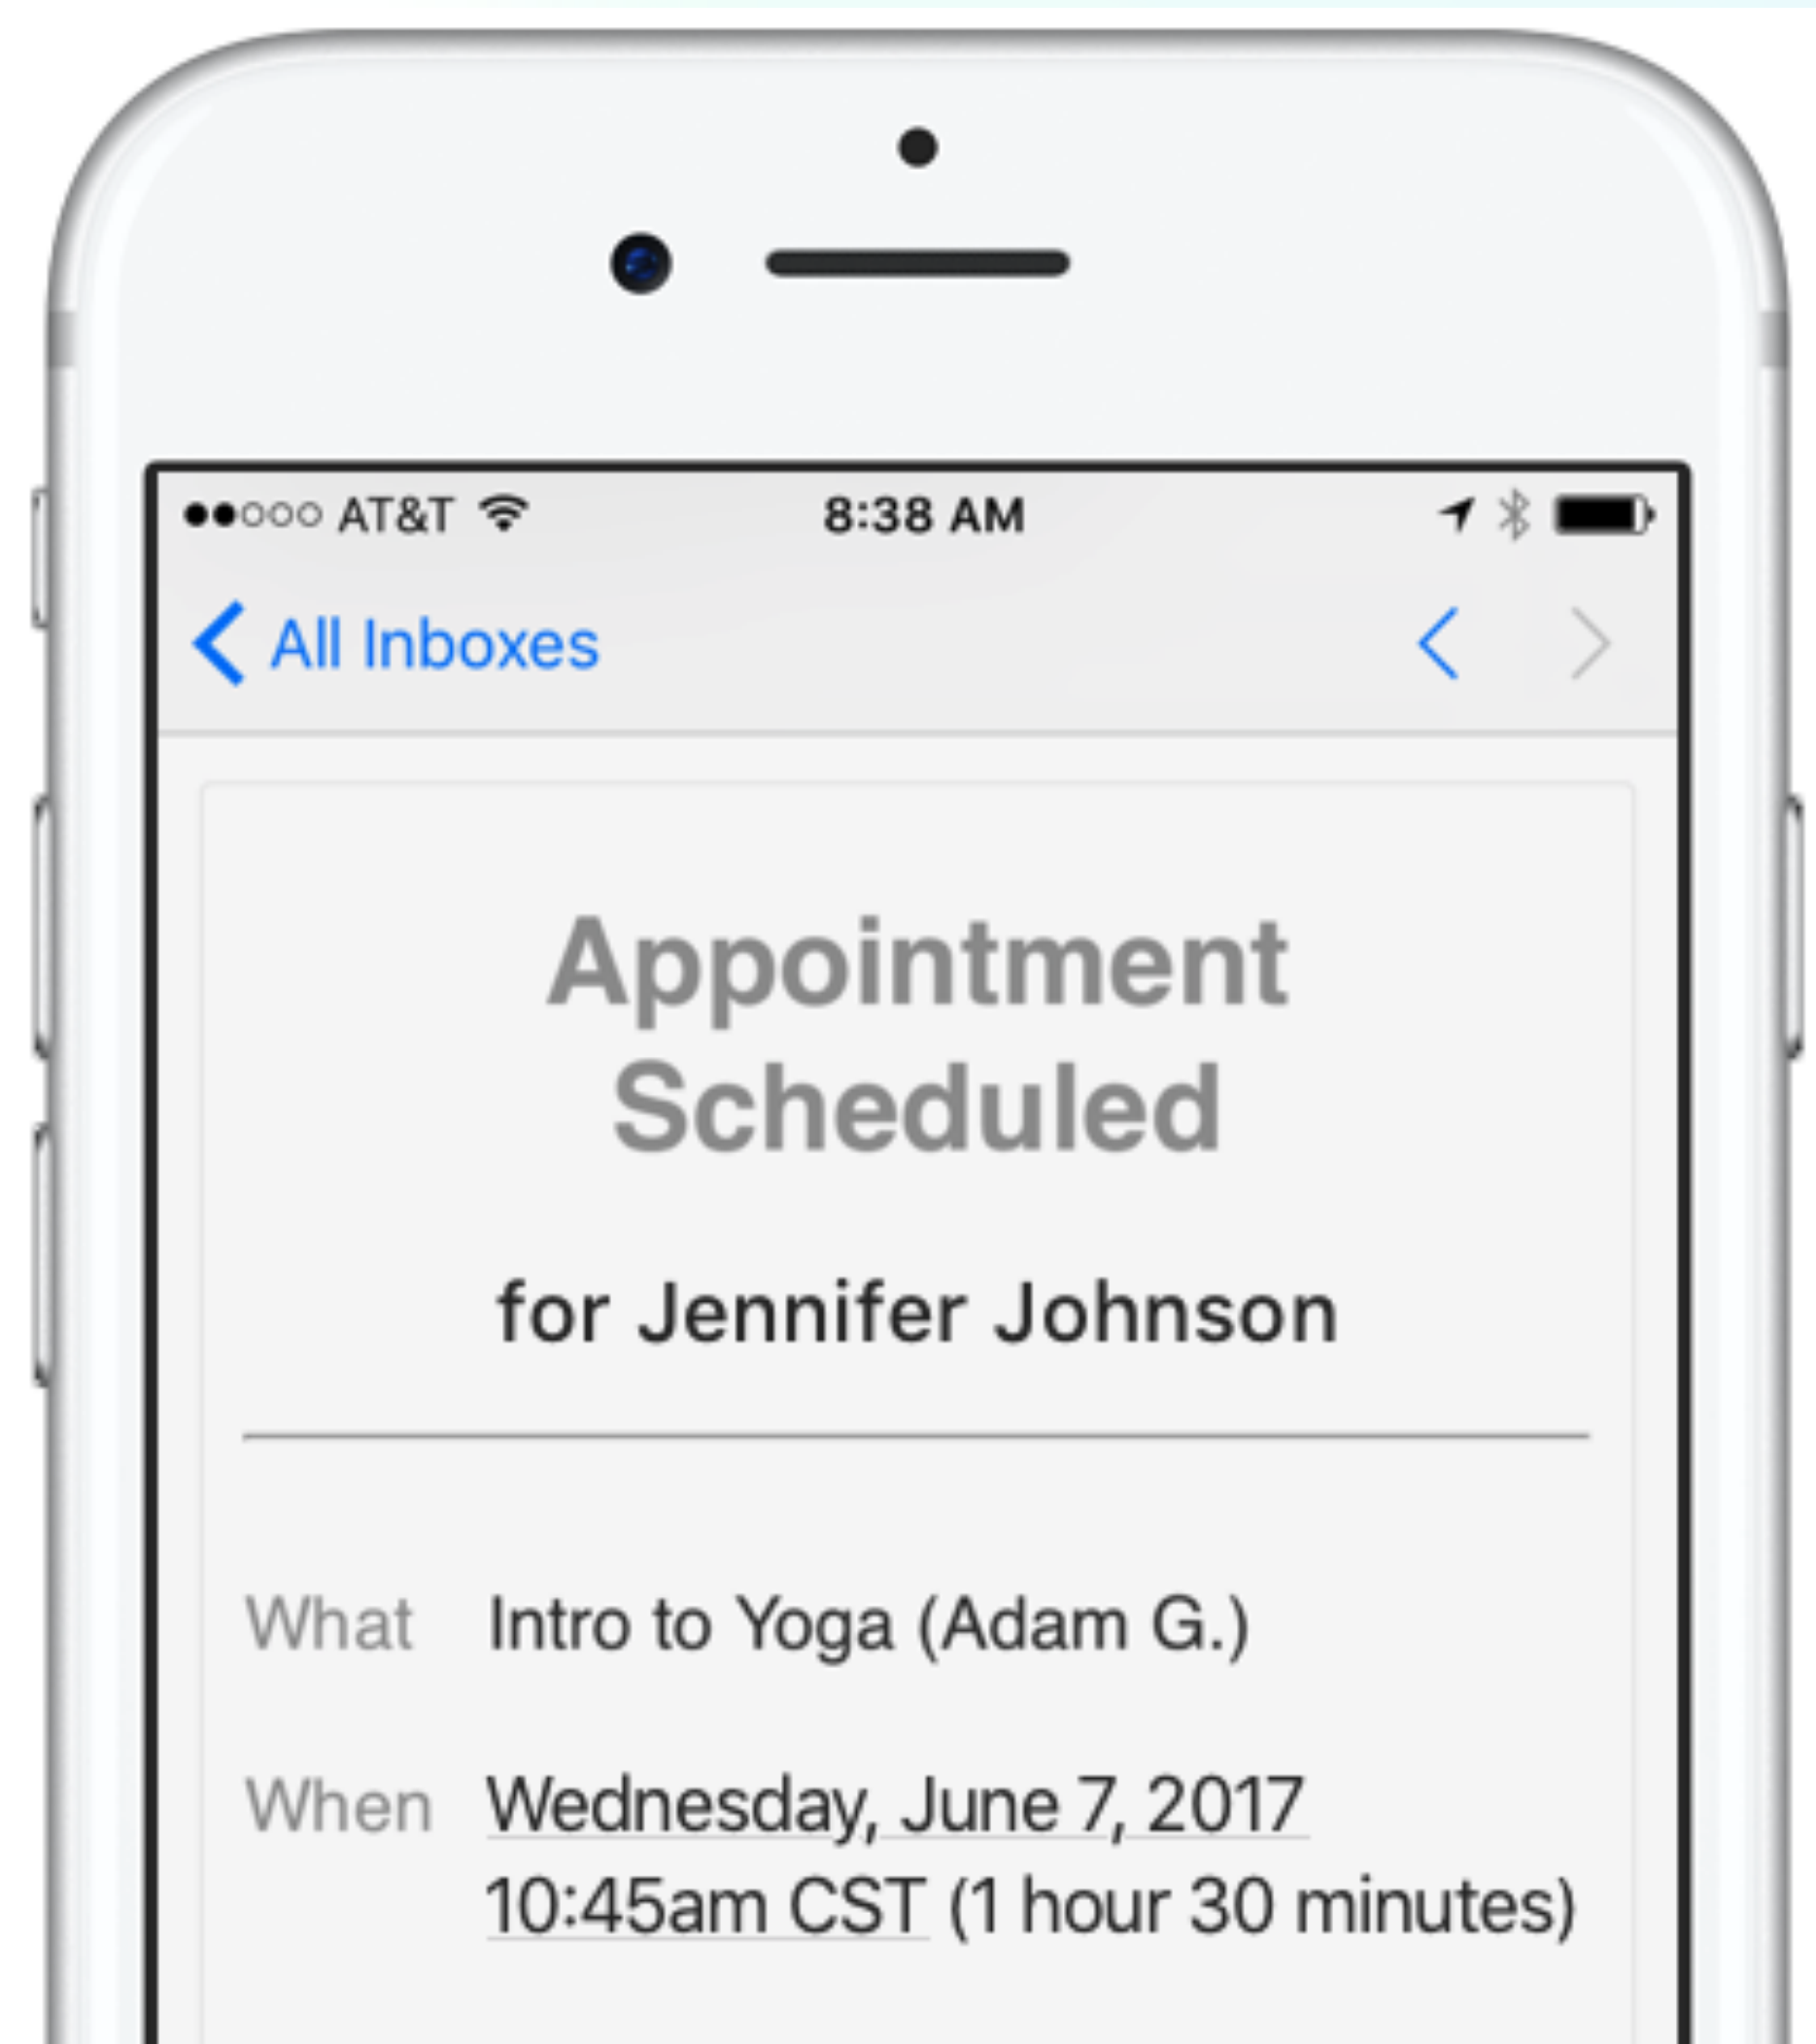 AT&T 8:38 AM
All Inboxes
Appointment
Scheduled
for Jennifer Johnson
What Intro to Yoga (Adam G.)
When Wednesday, June 7, 2017
10:45am CST (1 hour 30 minutes)